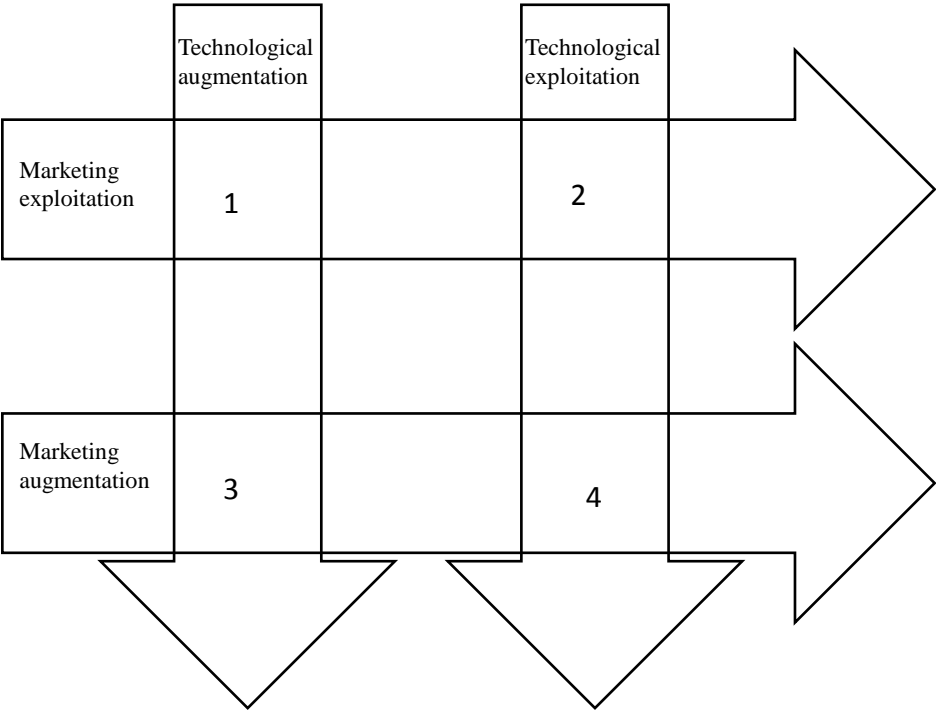 Technological
augmentation
Technological
exploitation
Marketing
exploitation
1
2
Marketing
augmentation
3
4